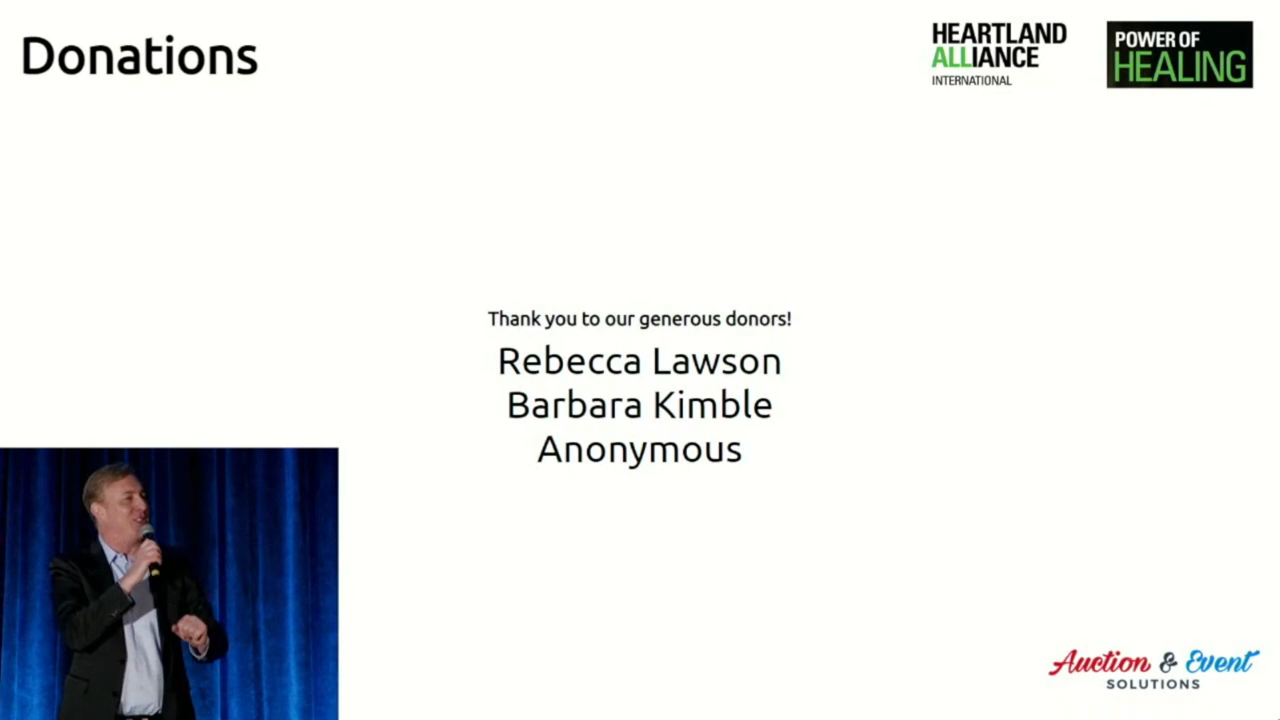 Donations
HEARTLAND
ALLIANCE
INTERNATIONAL
POWER OF
HEALING
Thank you to our generous donors!
Rebecca Lawson
Barbara Kimble
Anonymous
Auction & Event
SOLUTIONS